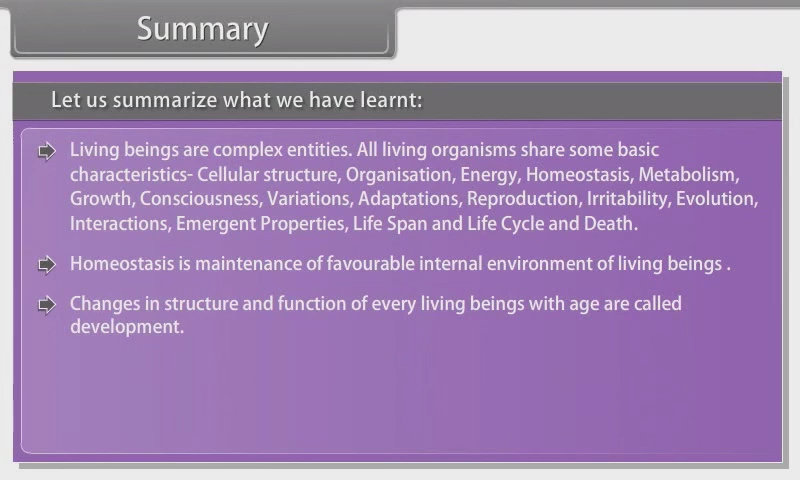 Summary
Let us summarize what we have learnt:
Living beings are complex entities. All living organisms share some basic
characteristics- Cellular structure, Organisation, Energy, Homeostasis, Metabolism,
Growth, Consciousness, Variations, Adaptations, Reproduction, Irritability, Evolution,
Interactions, Emergent Properties, Life Span and Life Cycle and Death.
Homeostasis is maintenance of favourable internal environment of living beings .
Changes in structure and function of every living beings with age are called
development.